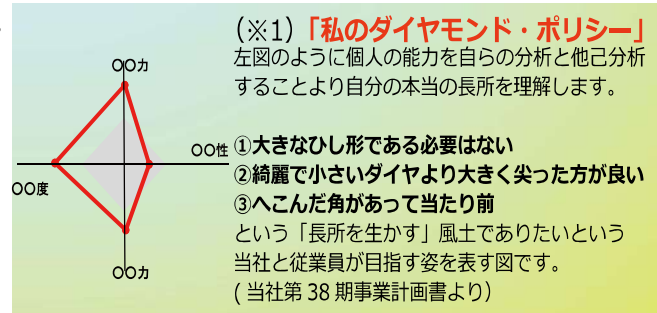 (※1)「私のダイヤモンド・ポリシー」
左図のように個人の能力を自らの分析と他己分析
することより自分の本当の長所を理解します。
〇〇力
〇〇性
〇〇度
〇〇力
①大きなひし形である必要はない
②綺麗で小さいダイヤより大きく尖った方が良い
③へこんだ角があって当たり前
という「長所を生かす」風土でありたいという
当社と従業員が目指す姿を表す図です。
(当社第 38 期事業計画書より)